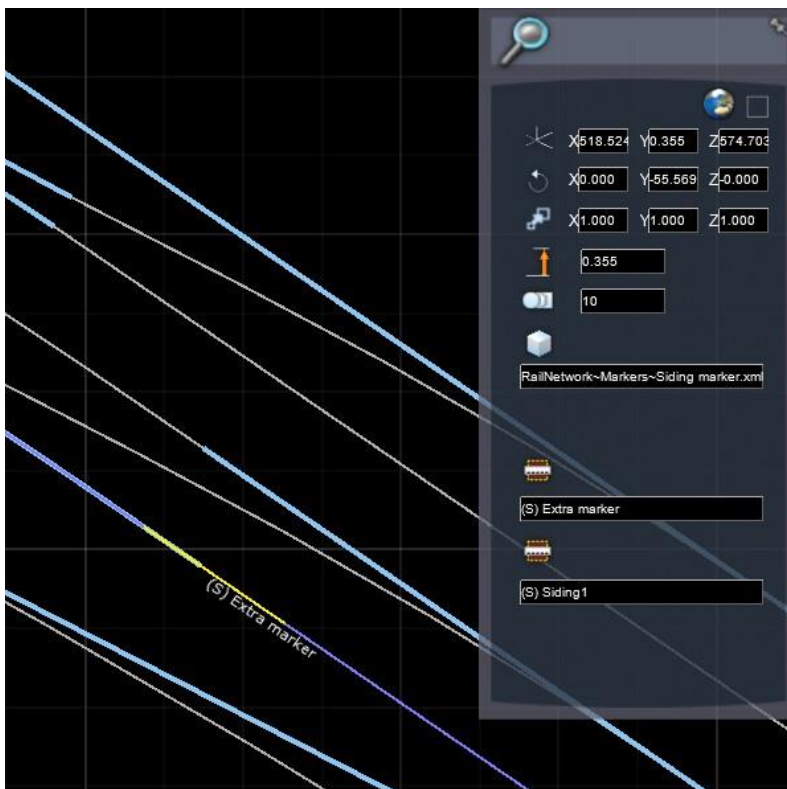 X518.524 Y0.355 Z574.703
X0.000 Y-55.569 Z-0.000
X1.000 Y1.000 Z1.000
0.355
10
RailNetwork~Markers~Siding marker.xml
(S) Extra marker
(S) Siding1
(S) Extra marker